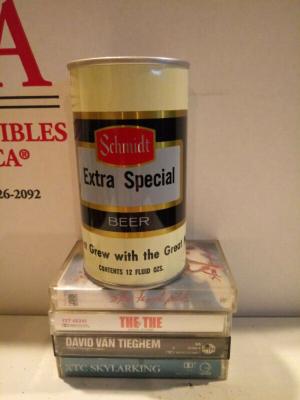 A
IBLES
CA®
26-2092
Schmidt
Extra Special
BEER
Grew with the Great
CONTAINS 12 FLUID OZS.
THE THE
DAVID VAN TIEGHEM
XTC SKYLARKING